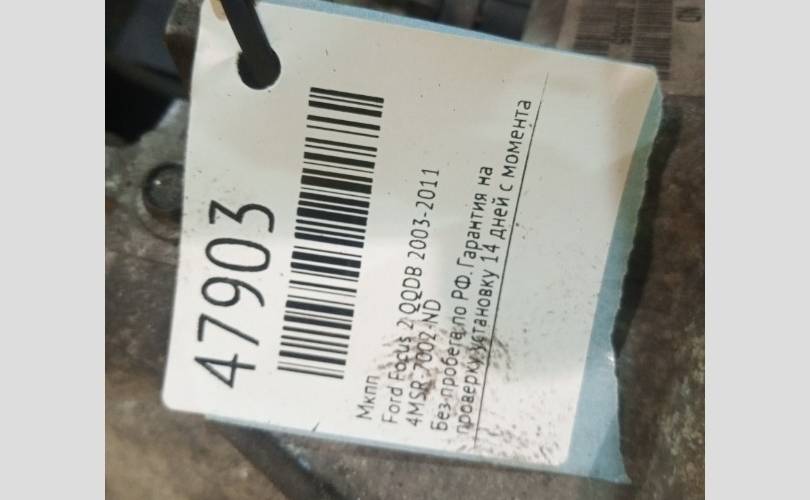 47903
Мкпп
Ford Focus 2 QQDB 2003-2011
4MSR-7002-ND
Без пробега по РФ. Гарантия на
проверку,установку 14 дней с момента